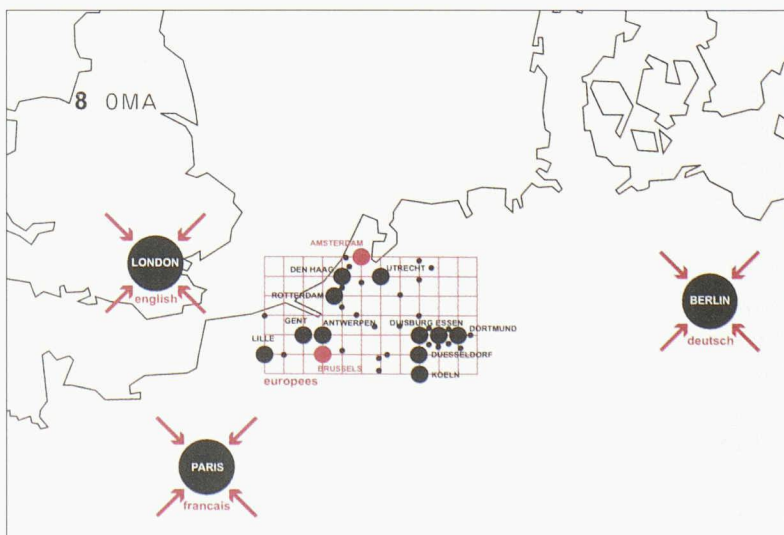 8 OMA
AMSTERDAM
LONDON
english
DEN HAAG
UTRECHT
ROTTERDAM
BERLIN
deutsch
GENT
ANTWERPEN
DUISBURG ESSEN
DORTMUND
LILLE
BRUSSELS
DUESSELDORF
KOELN
europees
PARIS
francais